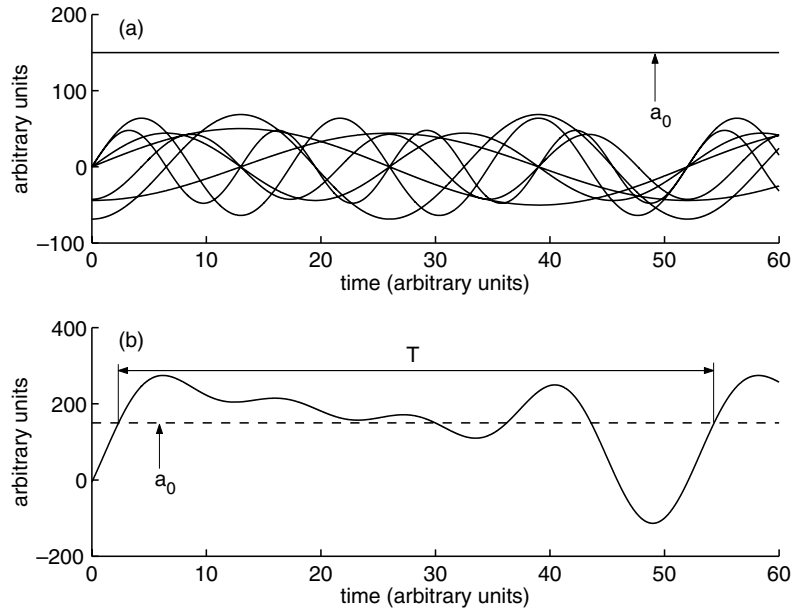 (a)
200
100
0
–100
arbitrary units
a0
0 10 20 30 40 50 60
time (arbitrary units)
(b)
T
400
200
0
–200
arbitrary units
a0
0 10 20 30 40 50 60
time (arbitrary units)